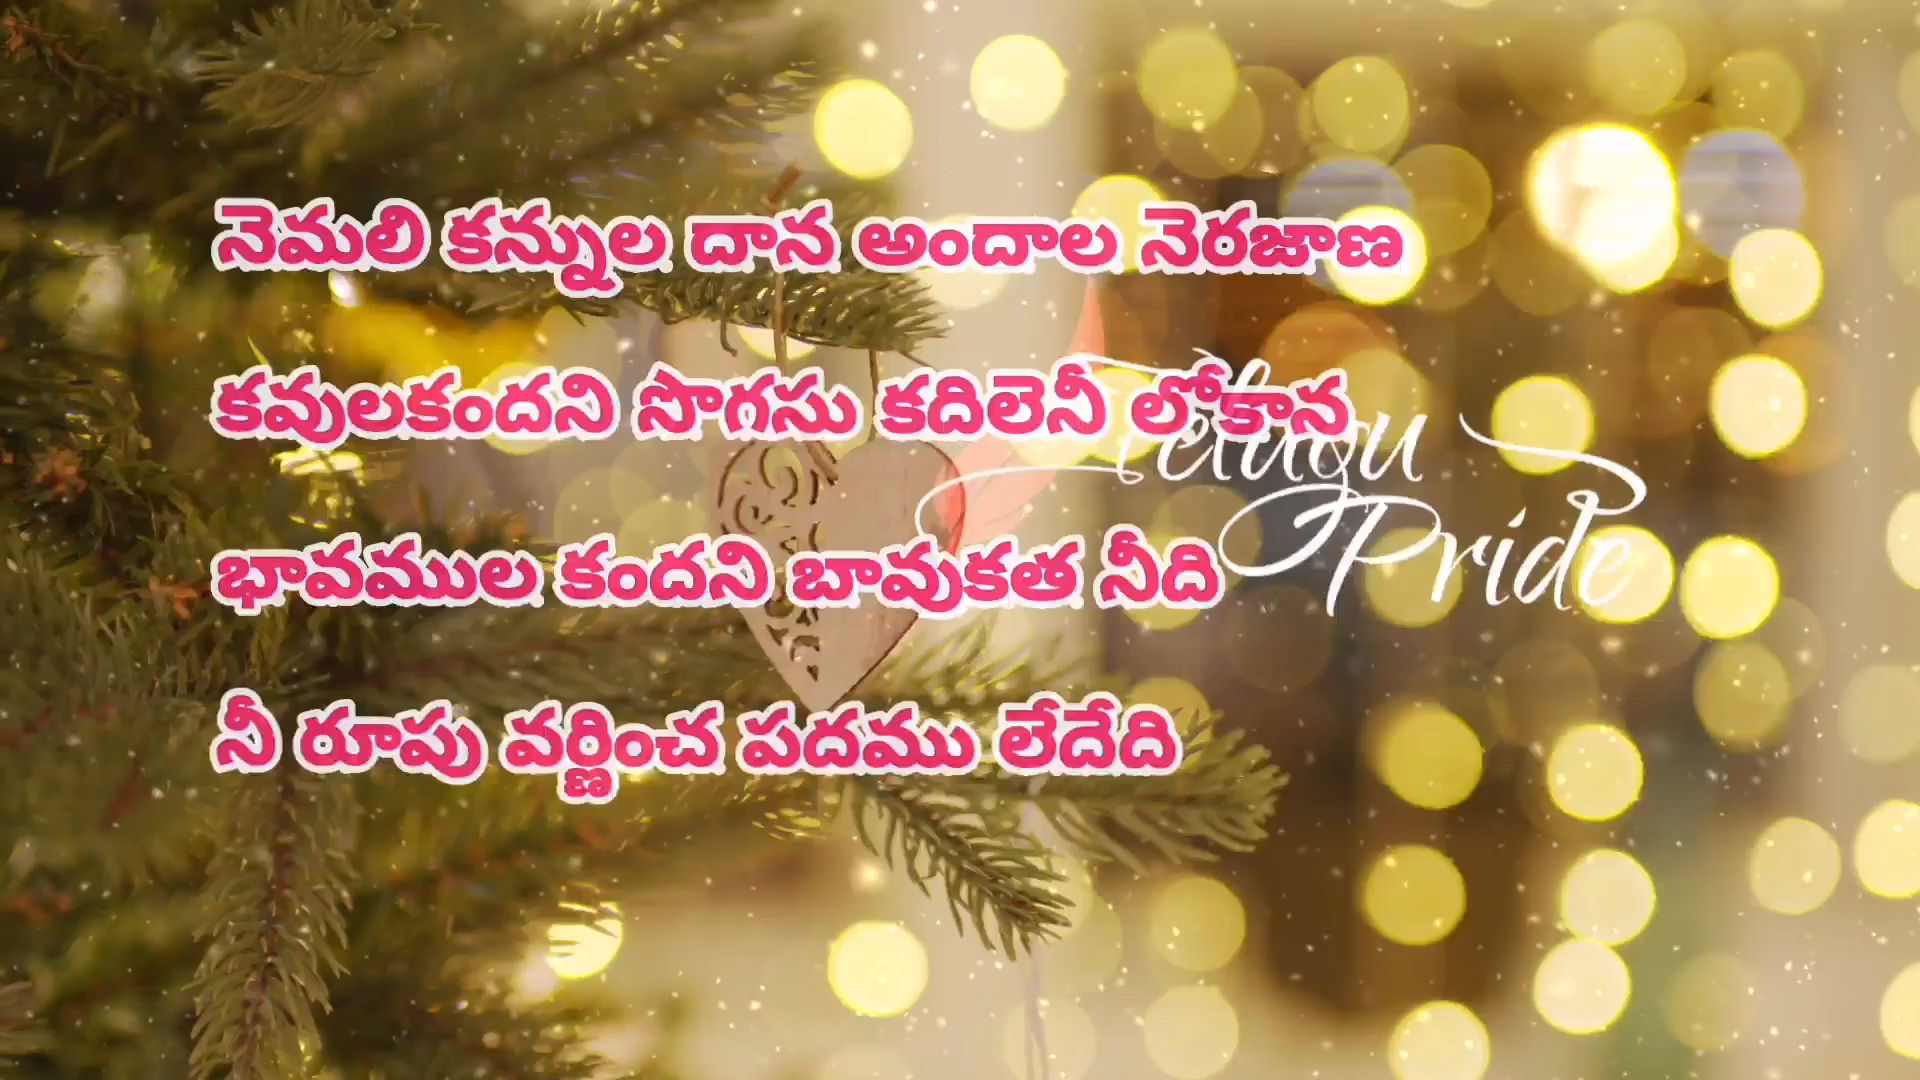 నెమలి కన్నుల దాన అందాల నెరజాణ
కవులకందని సొగసు కదిలెనీ లోకాన
Telugu
Pride
భావముల కందని బావుకత నీది
నీ రూపు వర్ణించ పదము లేదేది